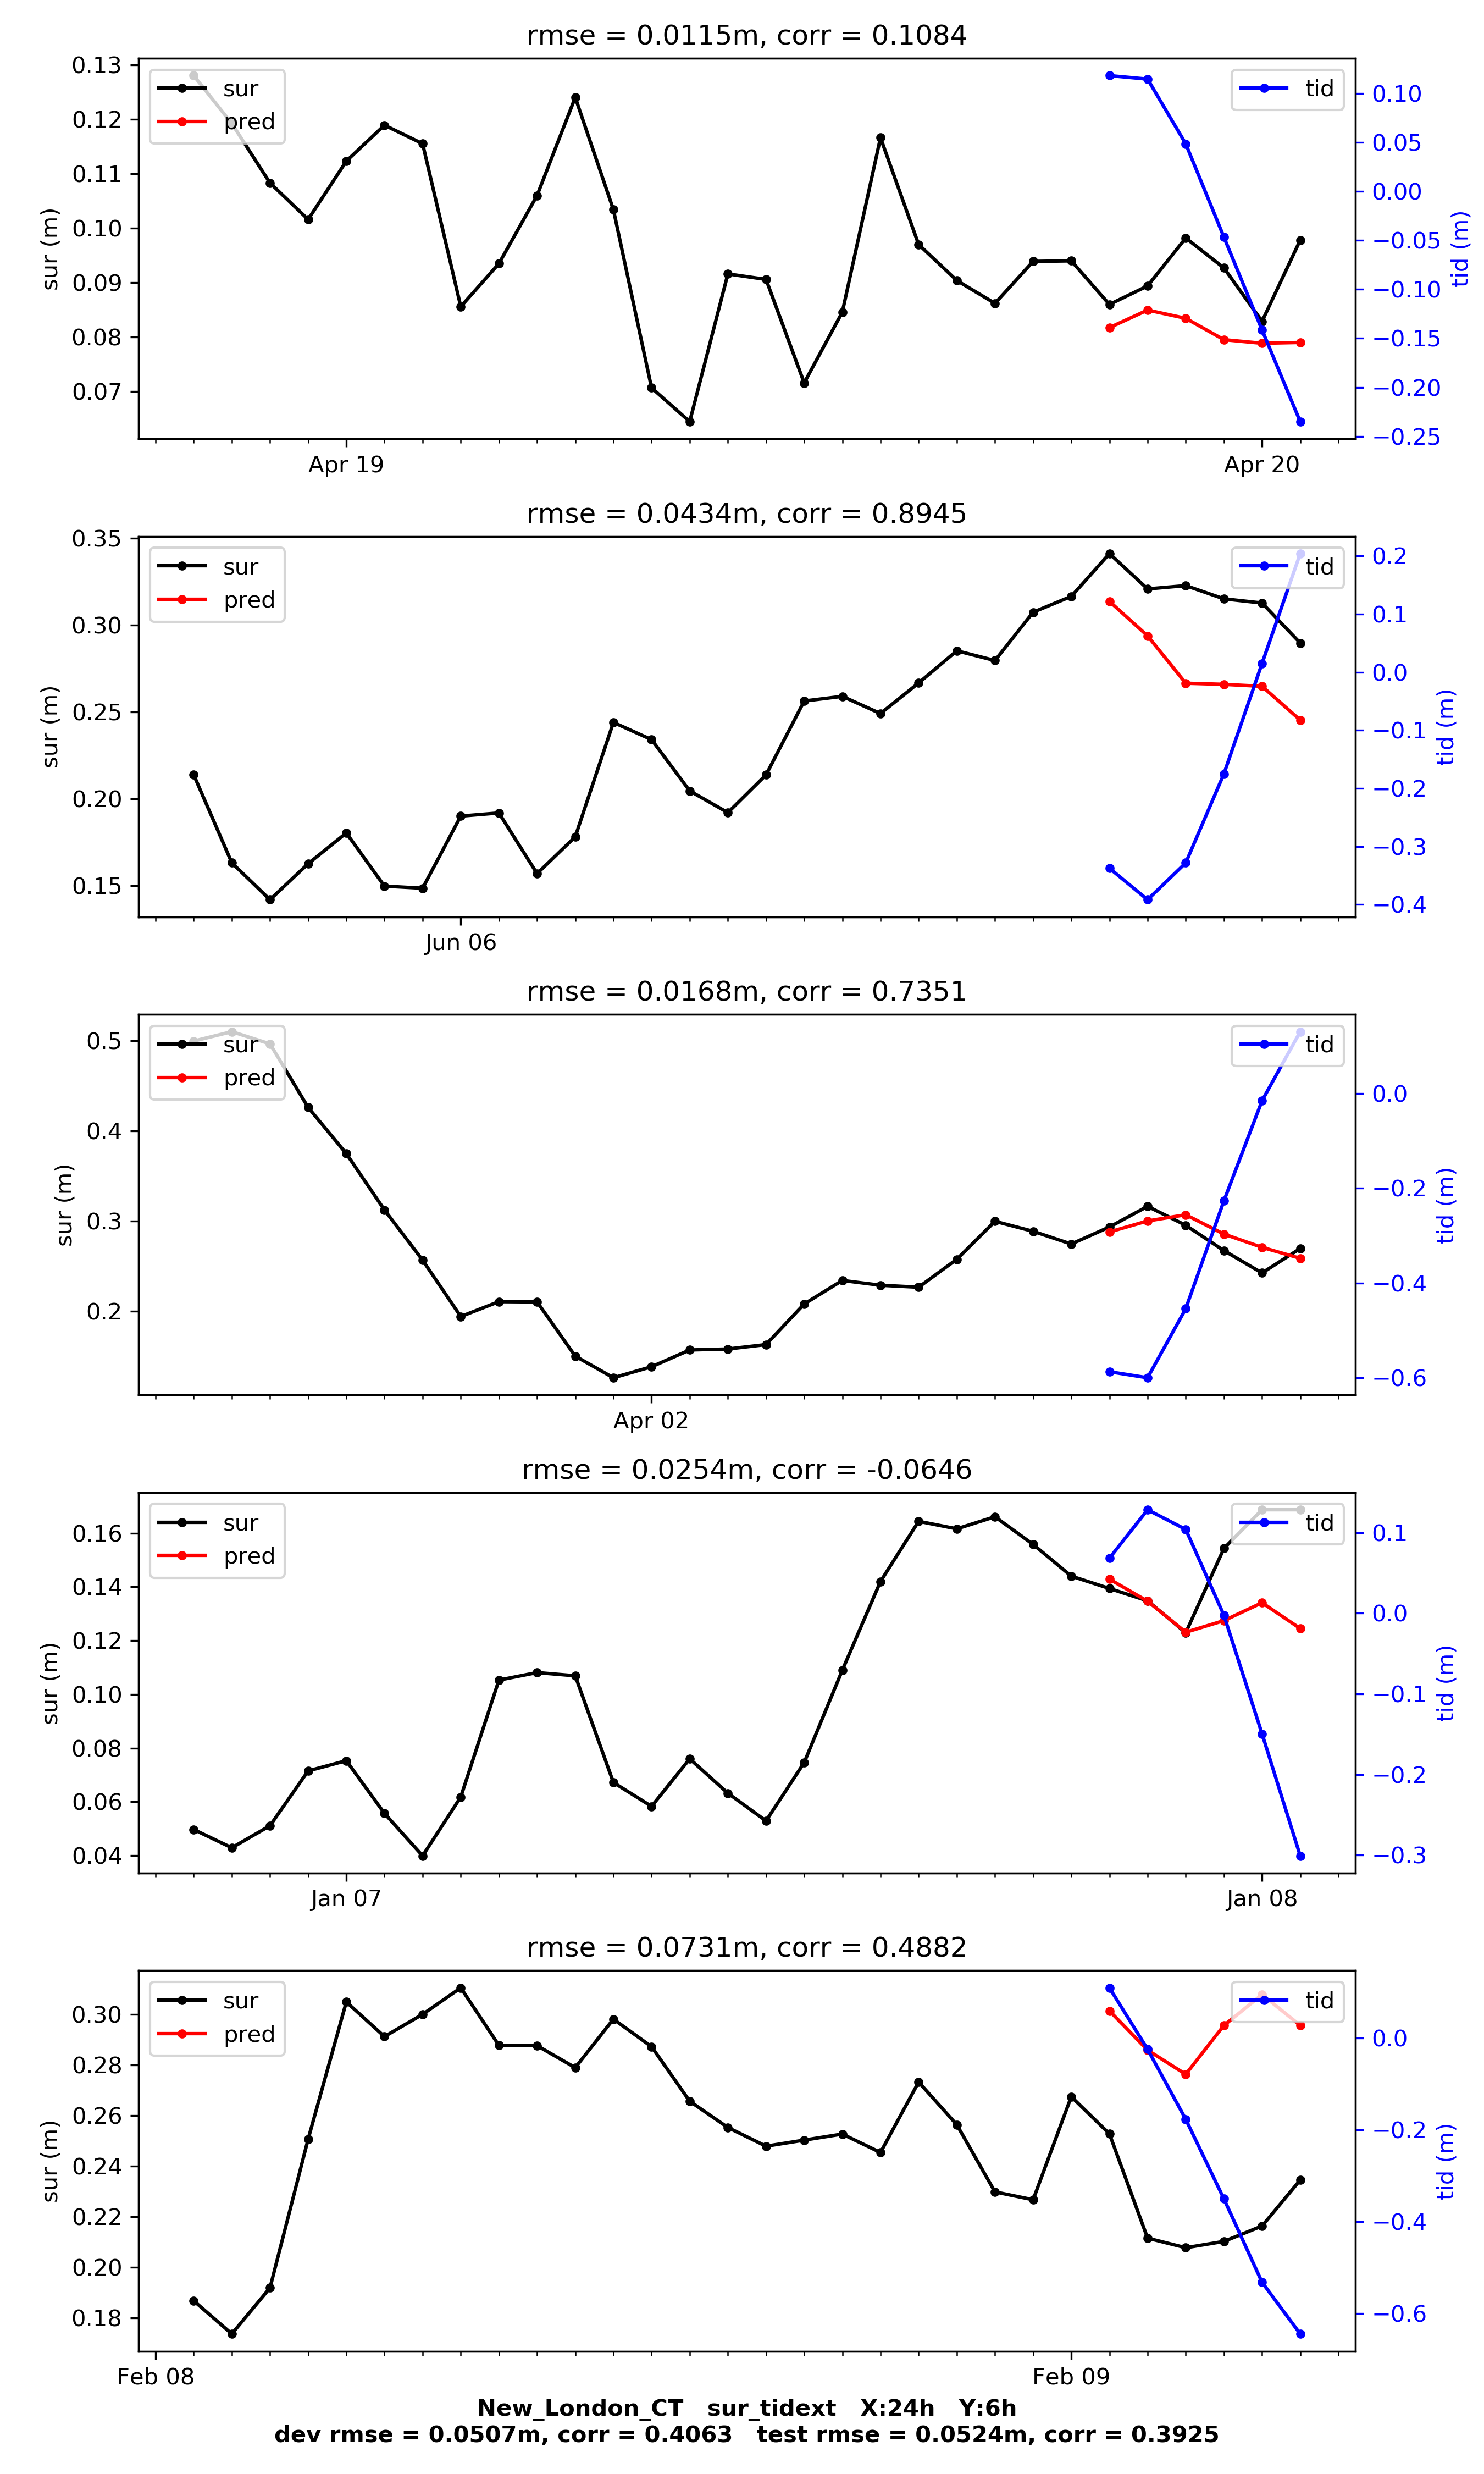 rmse = 0.0115m, corr = 0.1084
0.13
0.12
0.11
0.10
0.09
0.08
0.07
sur (m)
sur
pred
tid
0.10
0.05
0.00
−0.05
−0.10
−0.15
−0.20
−0.25
tid (m)
Apr 19
Apr 20
rmse = 0.0434m, corr = 0.8945
0.35
0.30
0.25
0.20
0.15
sur (m)
sur
pred
tid
0.2
0.1
0.0
−0.1
−0.2
−0.3
−0.4
tid (m)
Jun 06
rmse = 0.0168m, corr = 0.7351
0.5
0.4
0.3
0.2
sur (m)
sur
pred
tid
0.0
−0.2
−0.4
−0.6
tid (m)
Apr 02
rmse = 0.0254m, corr = -0.0646
0.16
0.14
0.12
0.10
0.08
0.06
0.04
sur (m)
sur
pred
tid
0.1
0.0
−0.1
−0.2
−0.3
tid (m)
Jan 07
Jan 08
rmse = 0.0731m, corr = 0.4882
0.30
0.28
0.26
0.24
0.22
0.20
0.18
sur (m)
sur
pred
tid
0.0
−0.2
−0.4
−0.6
tid (m)
Feb 08
Feb 09
New_London_CT sur_tidext X:24h Y:6h
dev rmse = 0.0507m, corr = 0.4063 test rmse = 0.0524m, corr = 0.3925